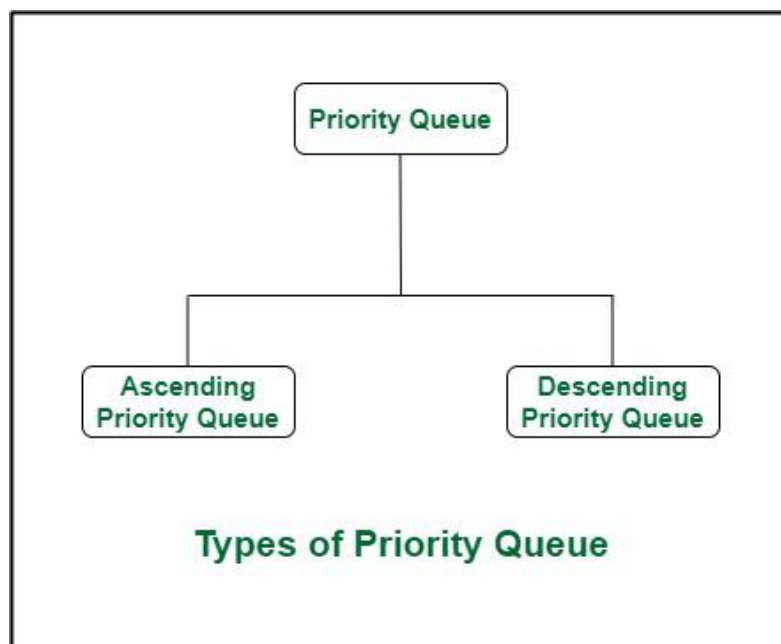 Priority Queue
Ascending
Priority Queue
Descending
Priority Queue
Types of Priority Queue